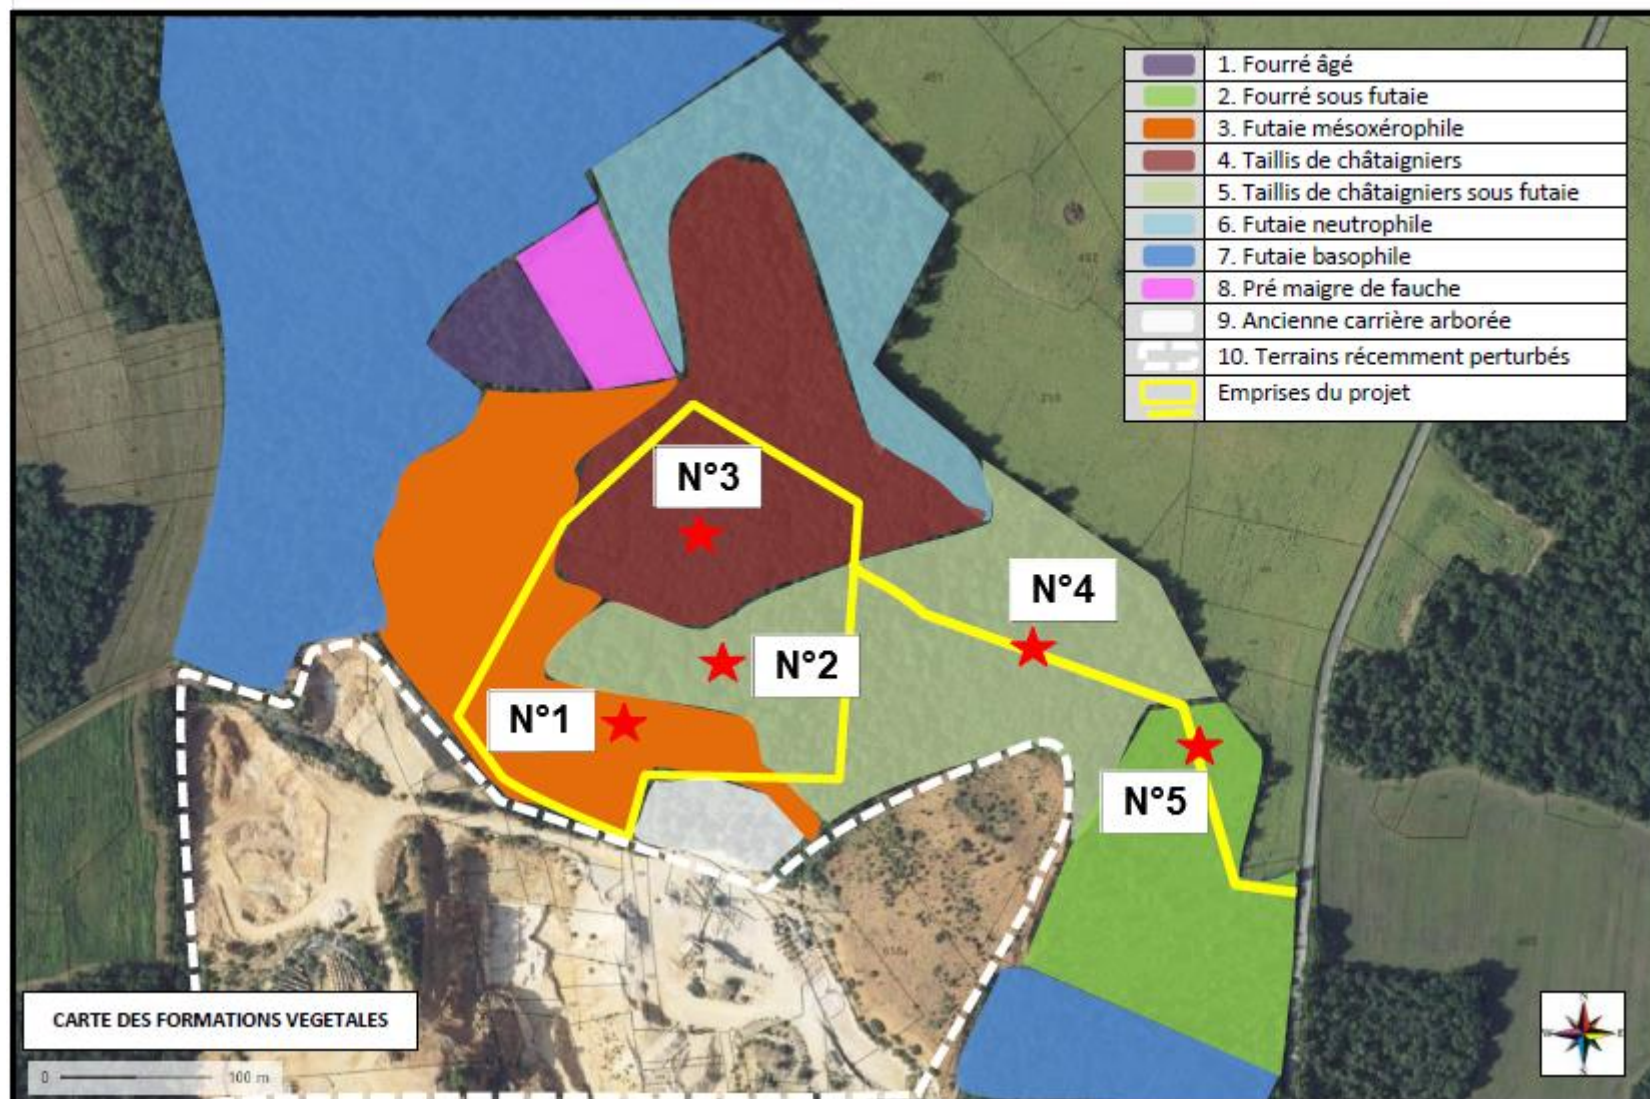 1. Fourré âgé
2. Fourré sous futaie
3. Futaie mésoxérophile
4. Taillis de châtaigniers
5. Taillis de châtaigniers sous futaie
6. Futaie neutrophile
7. Futaie basophile
8. Pré maigre de fauche
9. Ancienne carrière arborée
10. Terrains récemment perturbés
Emprises du projet
N°3
N°4
N°2
N°1
N°5
CARTE DES FORMATIONS VEGETALES
0 100 m